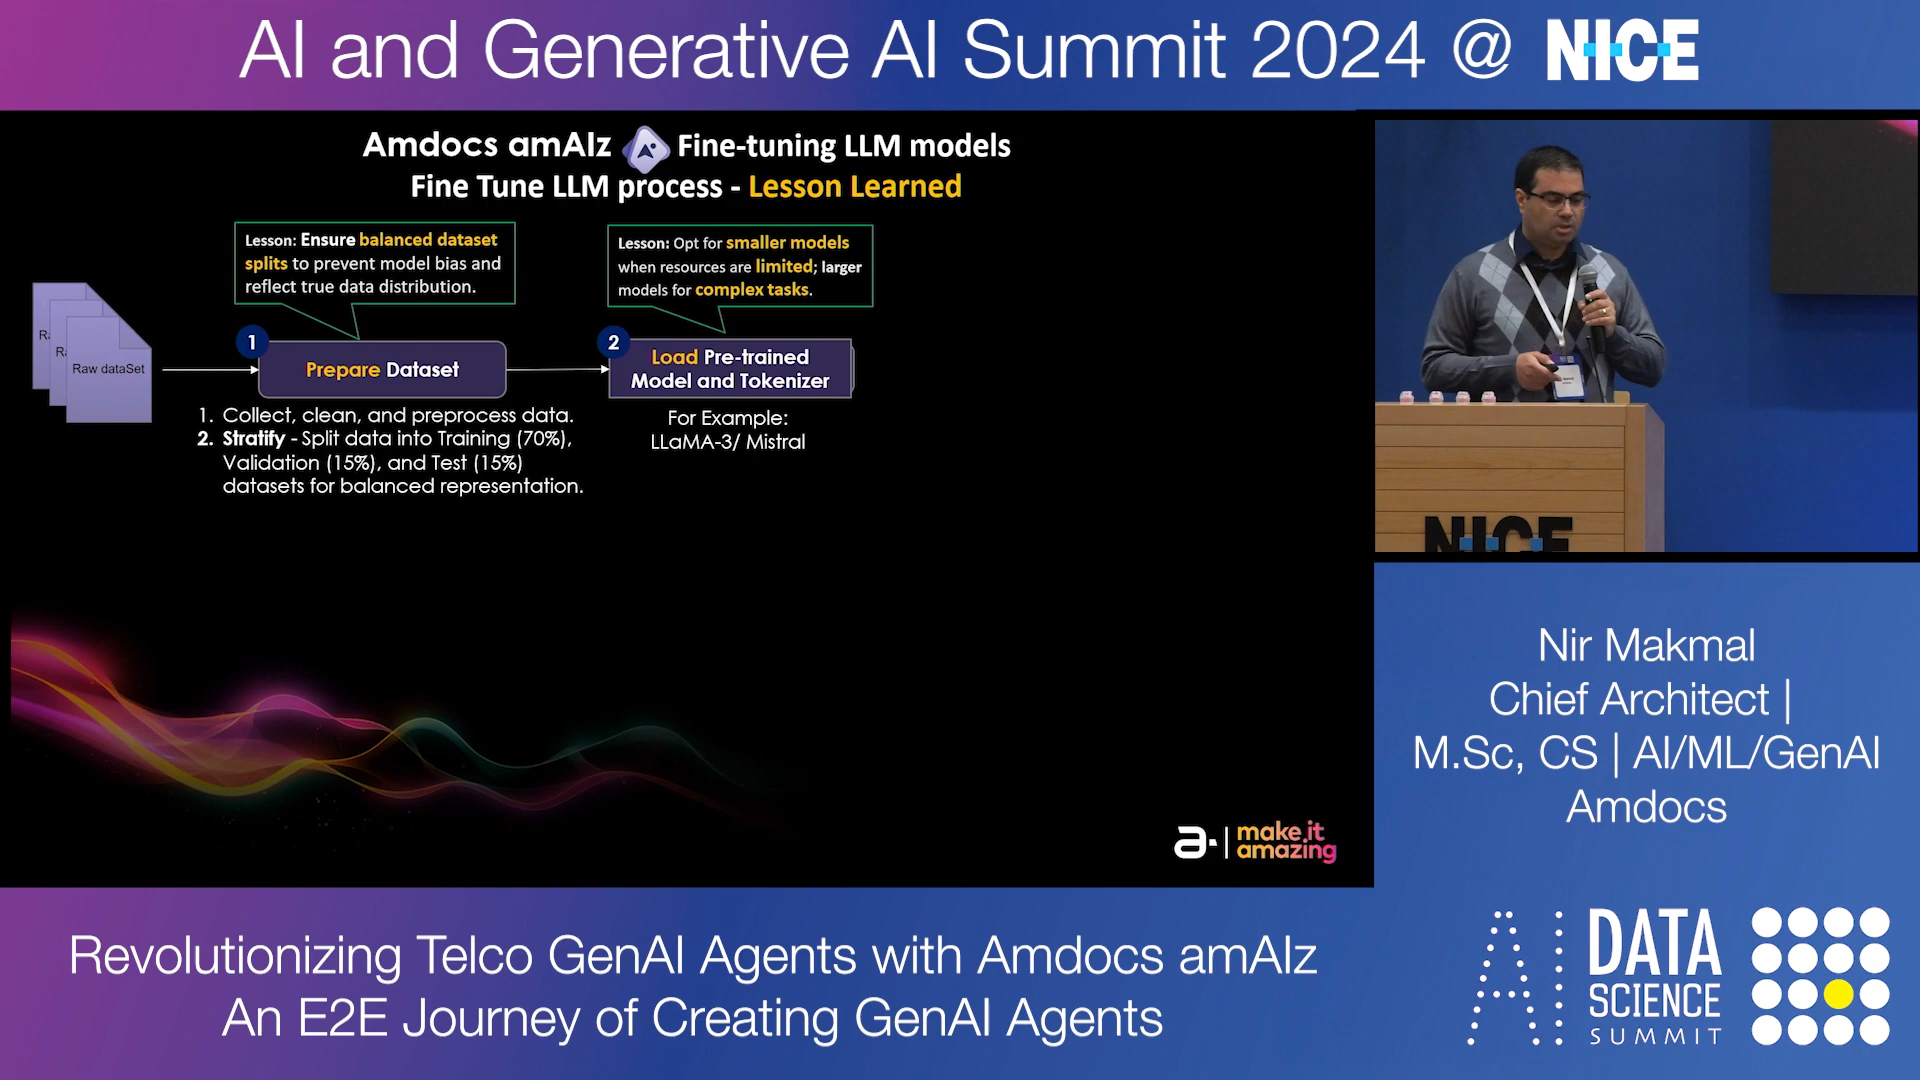 AI and Generative AI Summit 2024 @ NICE
Amdocs amAIz Fine-tuning LLM models
Fine Tune LLM process - Lesson Learned
Lesson: Ensure balanced dataset
splits to prevent model bias and
reflect true data distribution.
Lesson: Opt for smaller models
when resources are limited; larger
models for complex tasks.
Ra
Ra
Raw dataSet
1
Prepare Dataset
2
Load Pre-trained
Model and Tokenizer
1. Collect, clean, and preprocess data.
2. Stratify - Split data into Training (70%),
Validation (15%), and Test (15%)
datasets for balanced representation.
For Example:
LLaMA-3/ Mistral
a | make it
amazing
NICE
Nir Makmal
Chief Architect |
M.Sc, CS | AI/ML/GenAI
Amdocs
Revolutionizing Telco GenAI Agents with Amdocs amAIz
An E2E Journey of Creating GenAI Agents
AI DATA
SCIENCE
SUMMIT